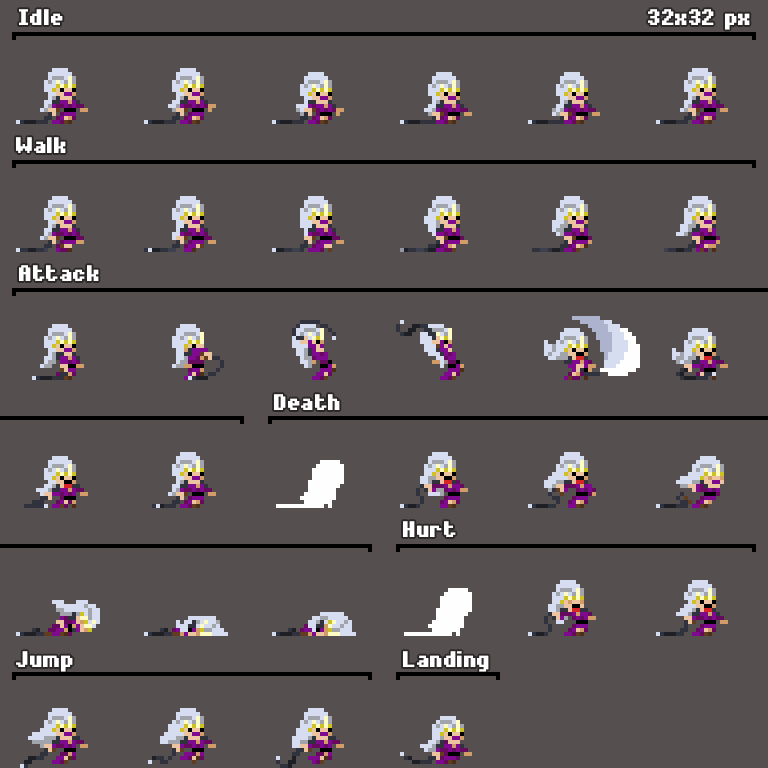 Idle
32x32 px
Walk
Attack
Death
Hurt
Jump
Landing